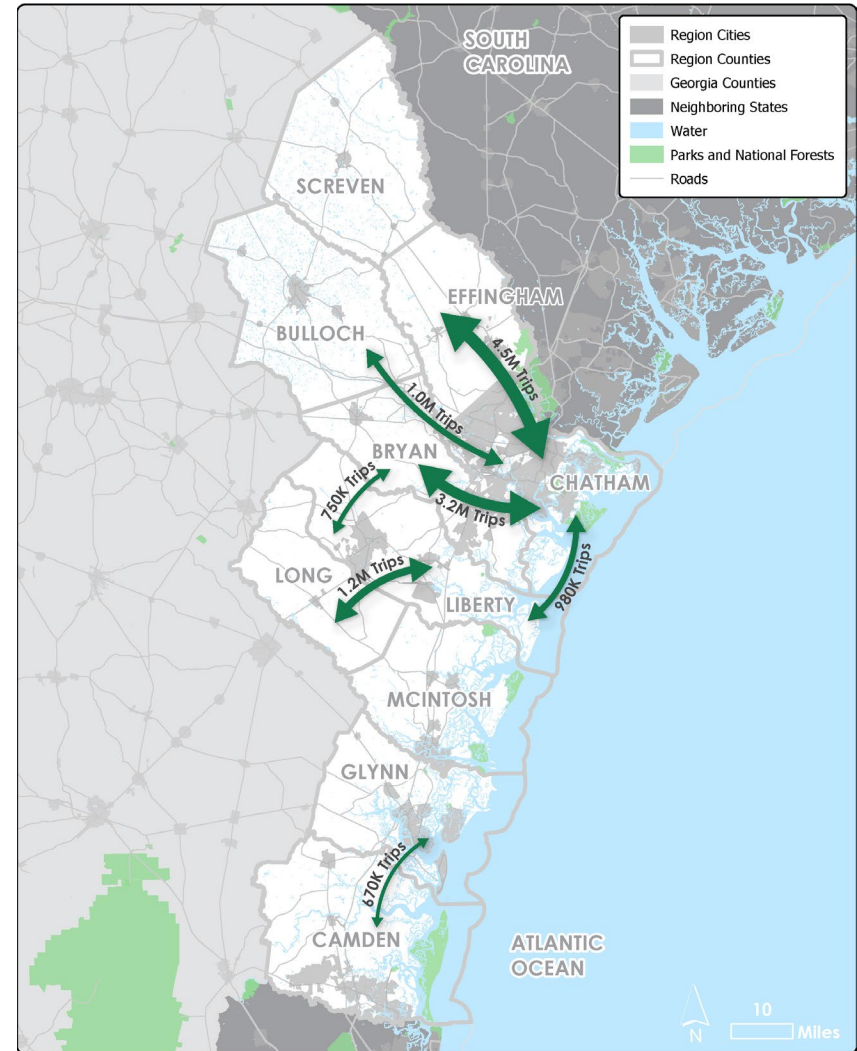 SOUTH
CAROLINA
Region Cities
Region Counties
Georgia Counties
Neighboring States
Water
Parks and National Forests
Roads
SCREVEN
EFFINGHAM
BULLOCH
4.5M Trips
1.0M Trips
BRYAN
750K Trips
CHATHAM
3.2M Trips
LONG
1.2M Trips
980K Trips
LIBERTY
MCINTOSH
GLYNN
670K Trips
CAMDEN
ATLANTIC
OCEAN
N
10
Miles